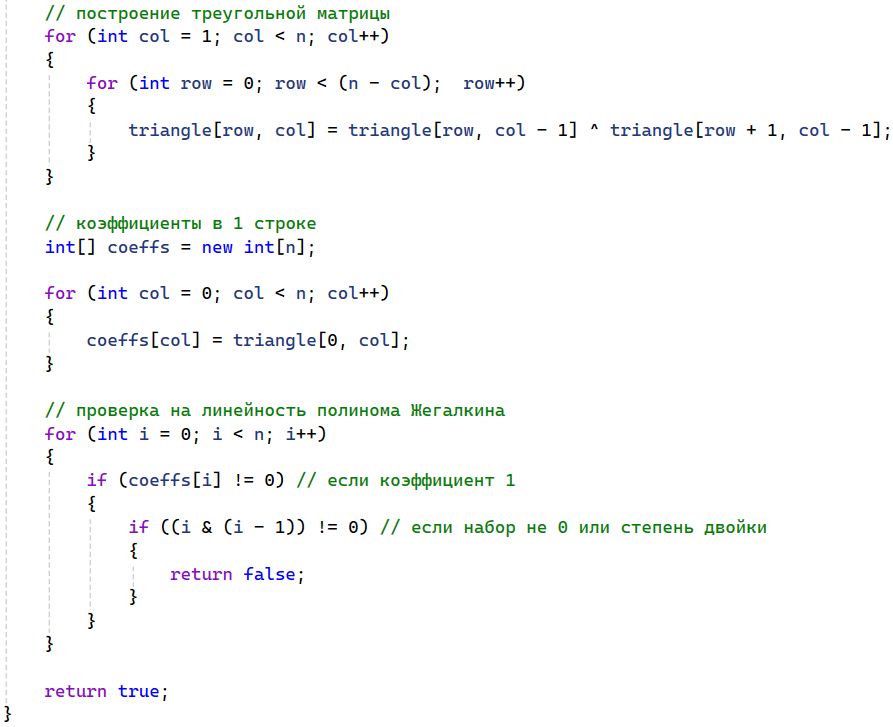 // построение треугольной матрицы
for (int col = 1; col < n; col++)
{
for (int row = 0; row < (n - col);  row++)
{
triangle[row, col] = triangle[row, col - 1] ^ triangle[row + 1, col - 1];
}
}
// коэффициенты в 1 строке
int[] coeffs = new int[n];
for (int col = 0; col < n; col++)
{
coeffs[col] = triangle[0, col];
}
// проверка на линейность полинома Жегалкина
for (int i = 0; i < n; i++)
{
if (coeffs[i] != 0) // если коэффициент 1
{
if ((i & (i - 1)) != 0) // если набор не 0 или степень двойки
{
return false;
}
}
}
return true;
}